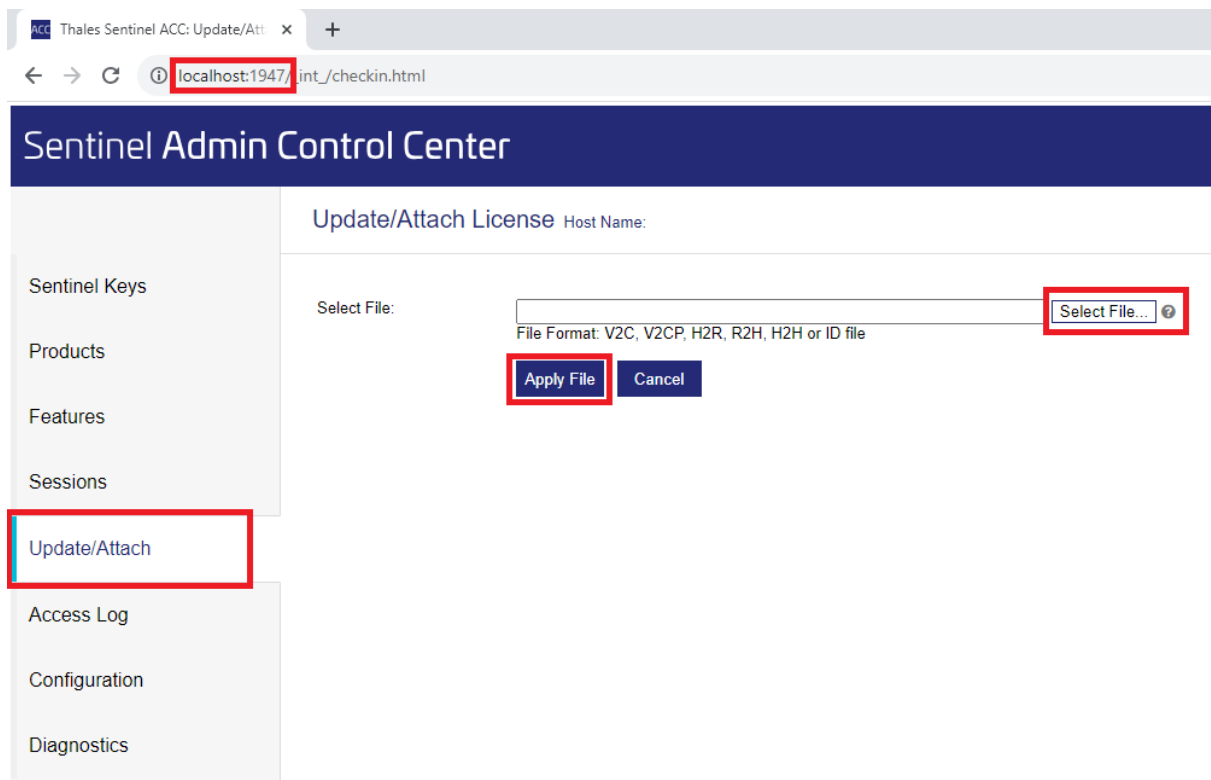 ACC Thales Sentinel ACC: Update/Att
localhost:1947/_int_/checkin.html
Sentinel Admin Control Center
Update/Attach License Host Name:
Sentinel Keys
Select File:
Select File... ?
File Format: V2C, V2CP, H2R, R2H, H2H or ID file
Products
Apply File Cancel
Features
Sessions
Update/Attach
Access Log
Configuration
Diagnostics